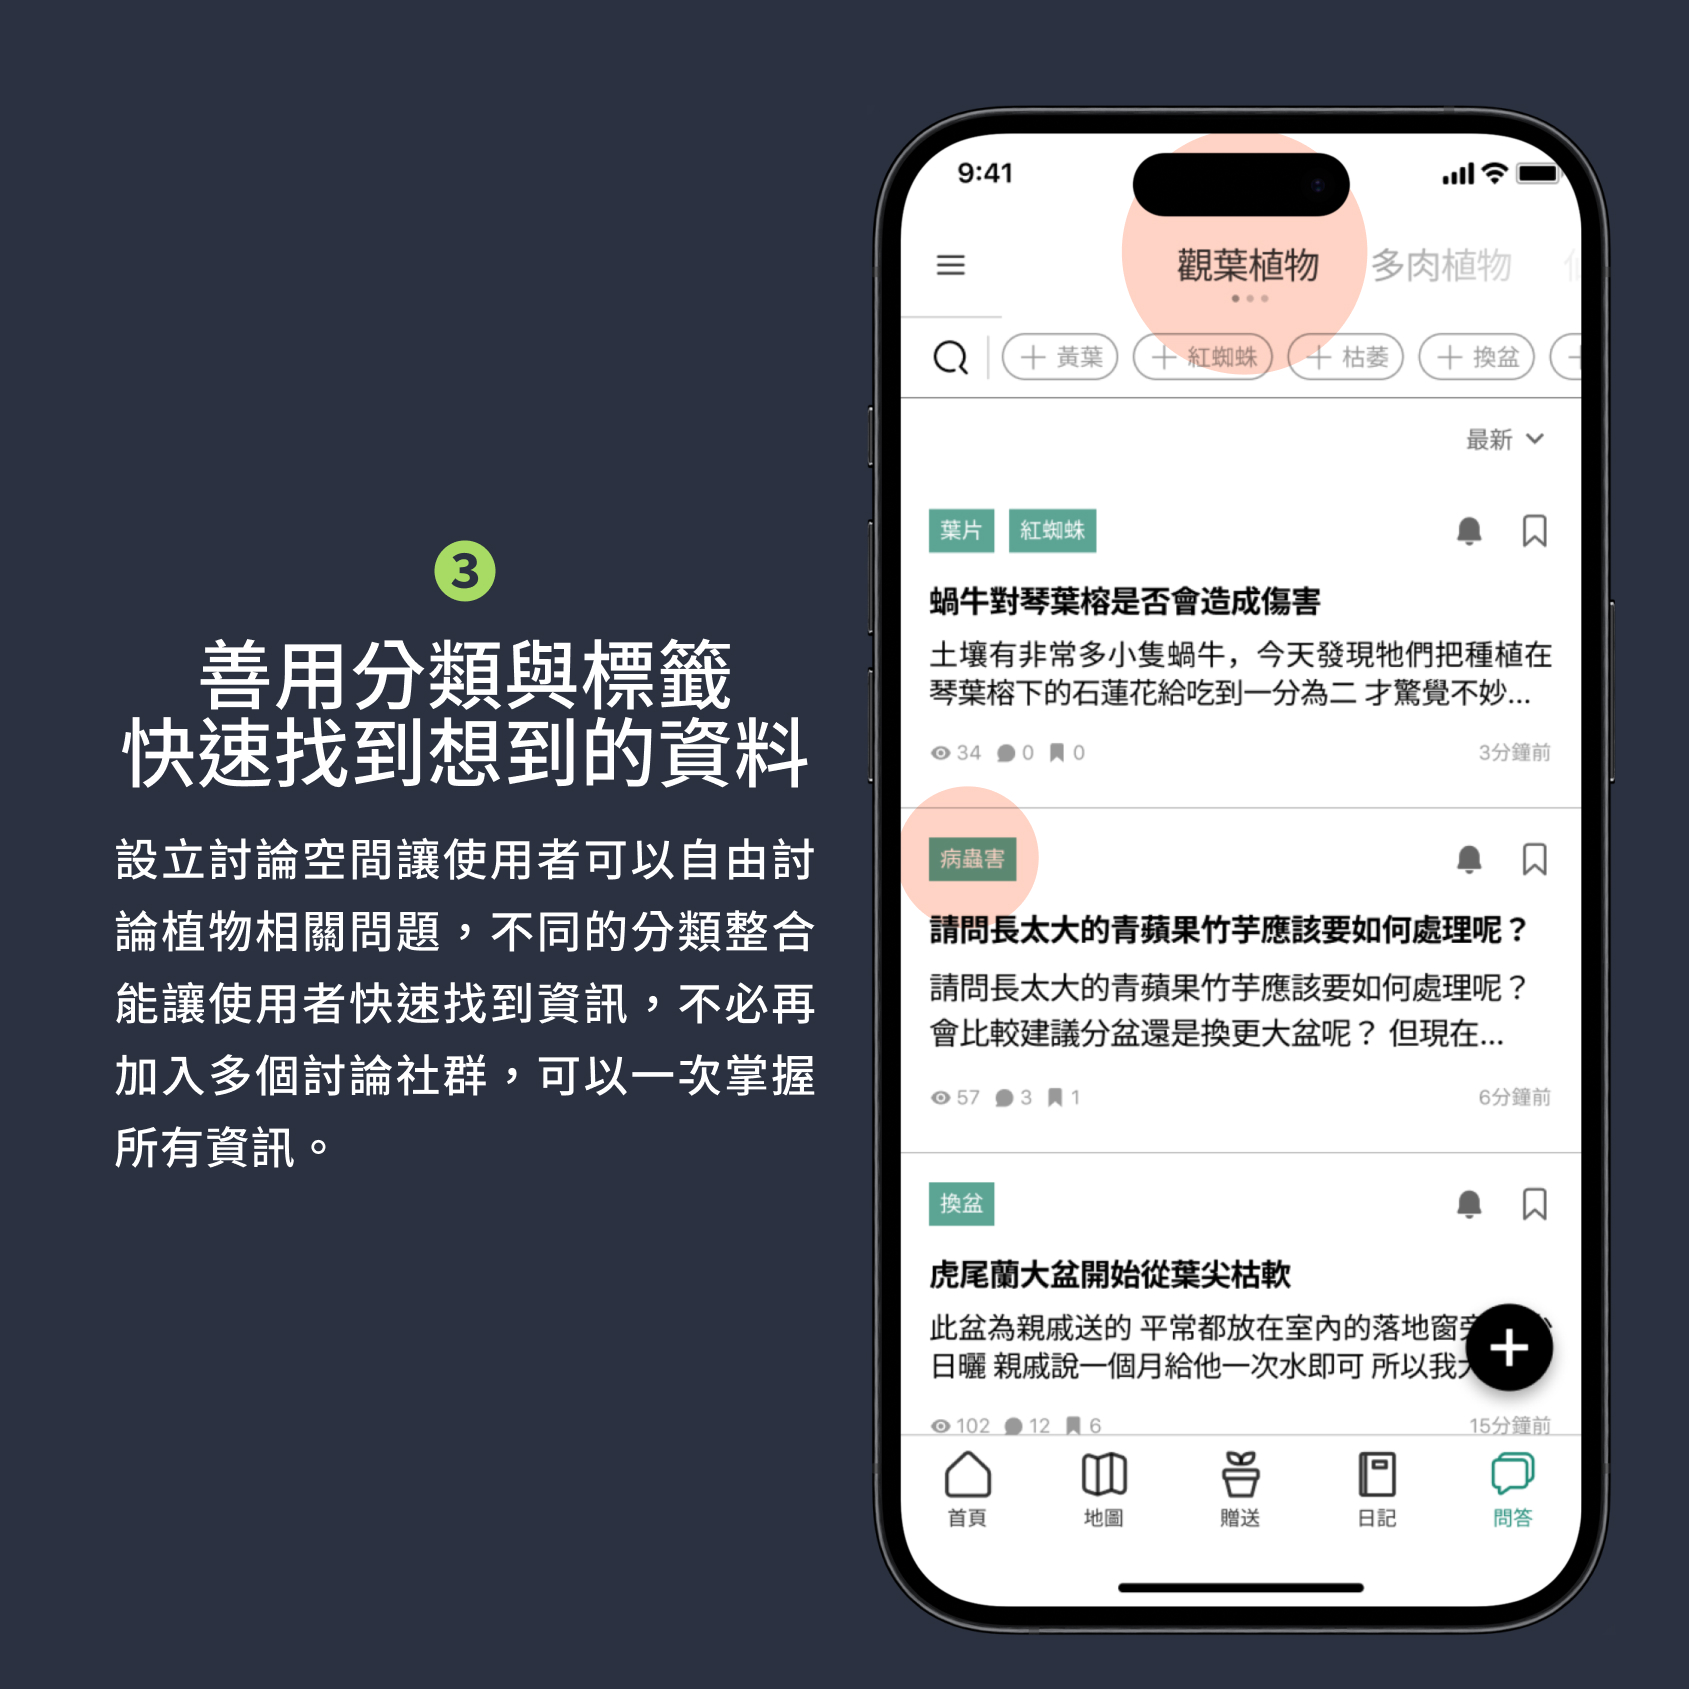 3
善用分類與標籤
快速找到想到的資料
設立討論空間讓使用者可以自由討
論植物相關問題，不同的分類整合
能讓使用者快速找到資訊，不必再
加入多個討論社群，可以一次掌握
所有資訊。
9:41
觀葉植物 多肉植物
黃葉 紅蜘蛛 枯萎 換盆
最新
葉片 紅蜘蛛
蝸牛對琴葉榕是否會造成傷害
土壤有非常多小隻蝸牛，今天發現牠們把種植在
琴葉榕下的石蓮花給吃到一分為二 才驚覺不妙...
34 0 0 3分鐘前
病蟲害
請問長太大的青蘋果竹芋應該要如何處理呢？
請問長太大的青蘋果竹芋應該要如何處理呢？
會比較建議分盆還是換更大盆呢？ 但現在...
57 3 1 6分鐘前
換盆
虎尾蘭大盆開始從葉尖枯軟
此盆為親戚送的 平常都放在室內的落地窗
日曬 親戚說一個月給他一次水即可 所以我
102 12 6 15分鐘前
首頁 地圖 贈送 日記 問答